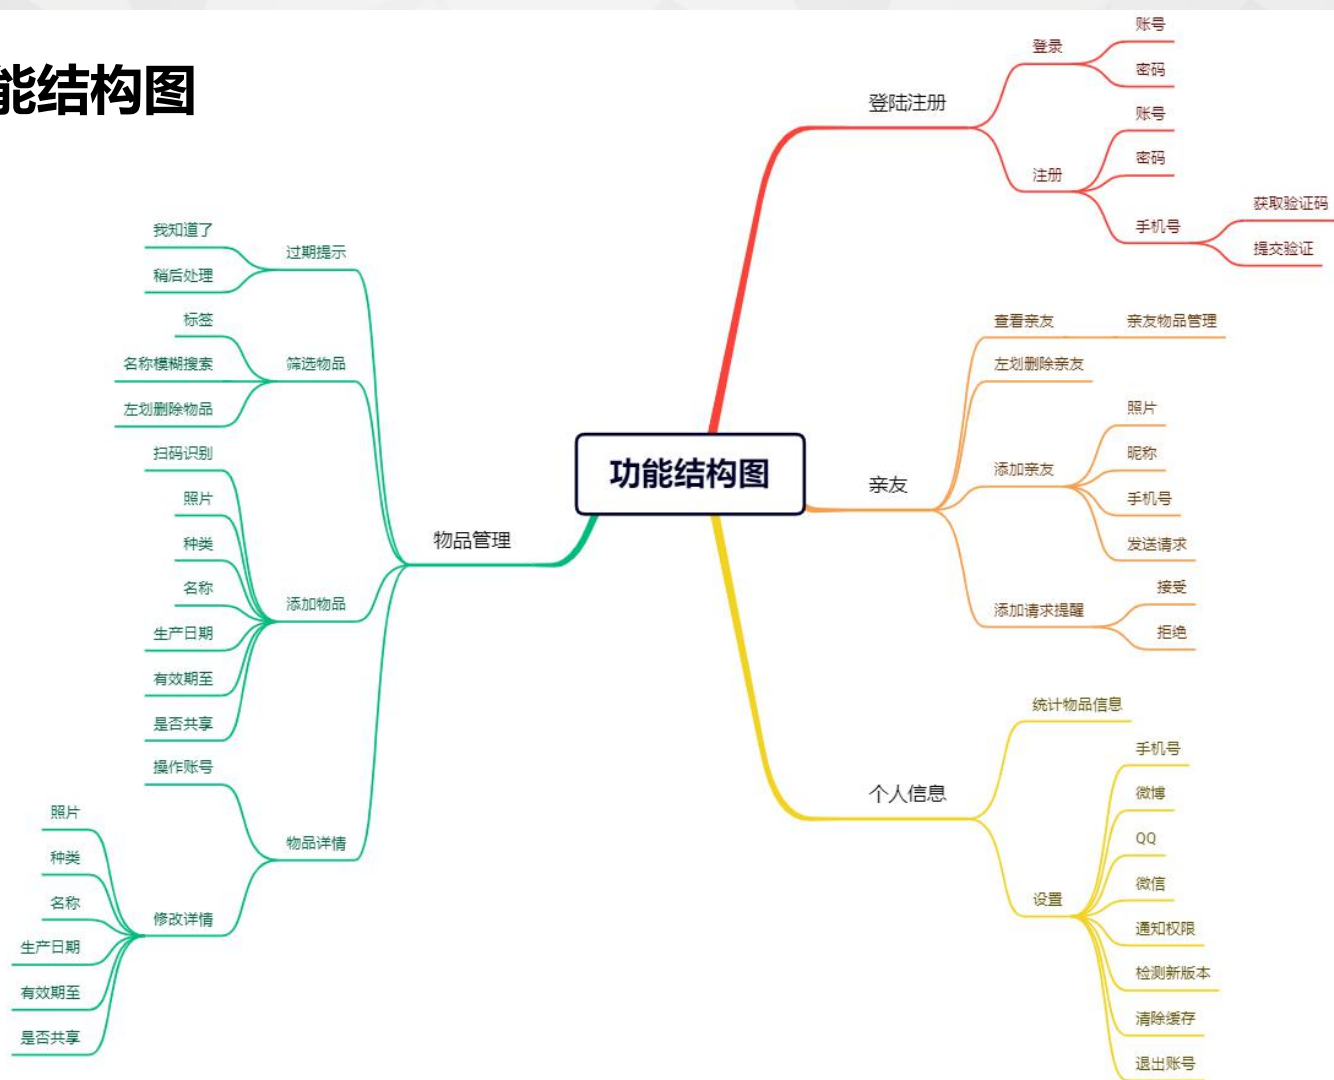 能结构图
功能结构图
登陆注册
登录
账号
密码
注册
账号
密码
手机号
获取验证码
提交验证
亲友
查看亲友
亲友物品管理
左划删除亲友
添加亲友
照片
昵称
手机号
发送请求
添加请求提醒
接受
拒绝
个人信息
统计物品信息
设置
手机号
微博
QQ
微信
通知权限
检测新版本
清除缓存
退出账号
物品管理
过期提示
我知道了
稍后处理
筛选物品
标签
名称模糊搜索
左划删除物品
添加物品
扫码识别
照片
种类
名称
生产日期
有效期至
是否共享
物品详情
操作账号
修改详情
照片
种类
名称
生产日期
有效期至
是否共享